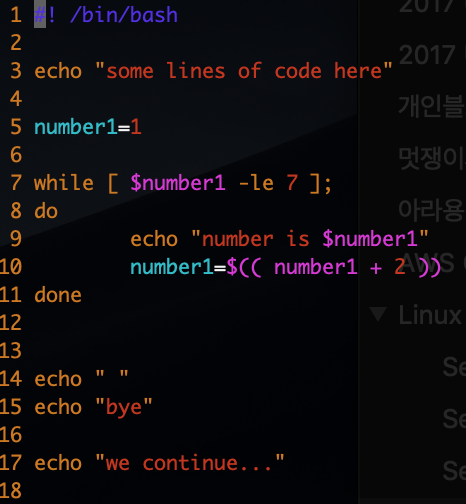 1 #! /bin/bash
2
3 echo "some lines of code here"
4
5 number1=1
6
7 while [ $number1 -le 7 ];
8 do
9 echo "number is $number1"
10 number1=$(( number1 + 2 ))
11 done
12
13
14 echo " "
15 echo "bye"
16
17 echo "we continue..."
18
2017
2017
개인블
멋쟁이
아라용
AWS
Linux
Se
Se
Se